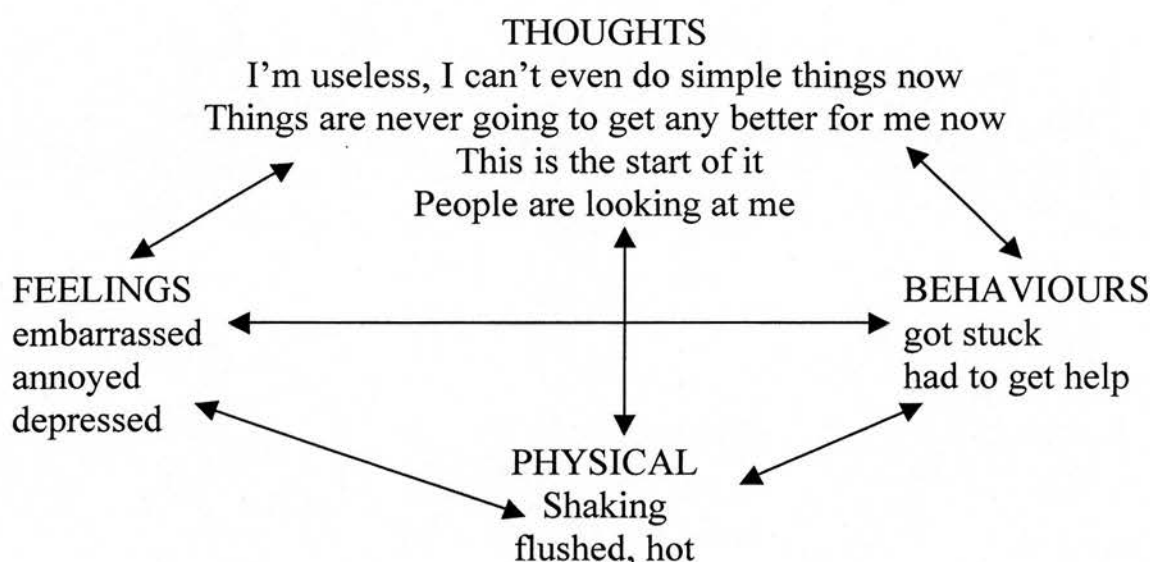 THOUGHTS
I'm useless, I can't even do simple things now
Things are never going to get any better for me now
This is the start of it
People are looking at me
FEELINGS
embarrassed
annoyed
depressed
BEHAVIOURS
got stuck
had to get help
PHYSICAL
Shaking
flushed, hot